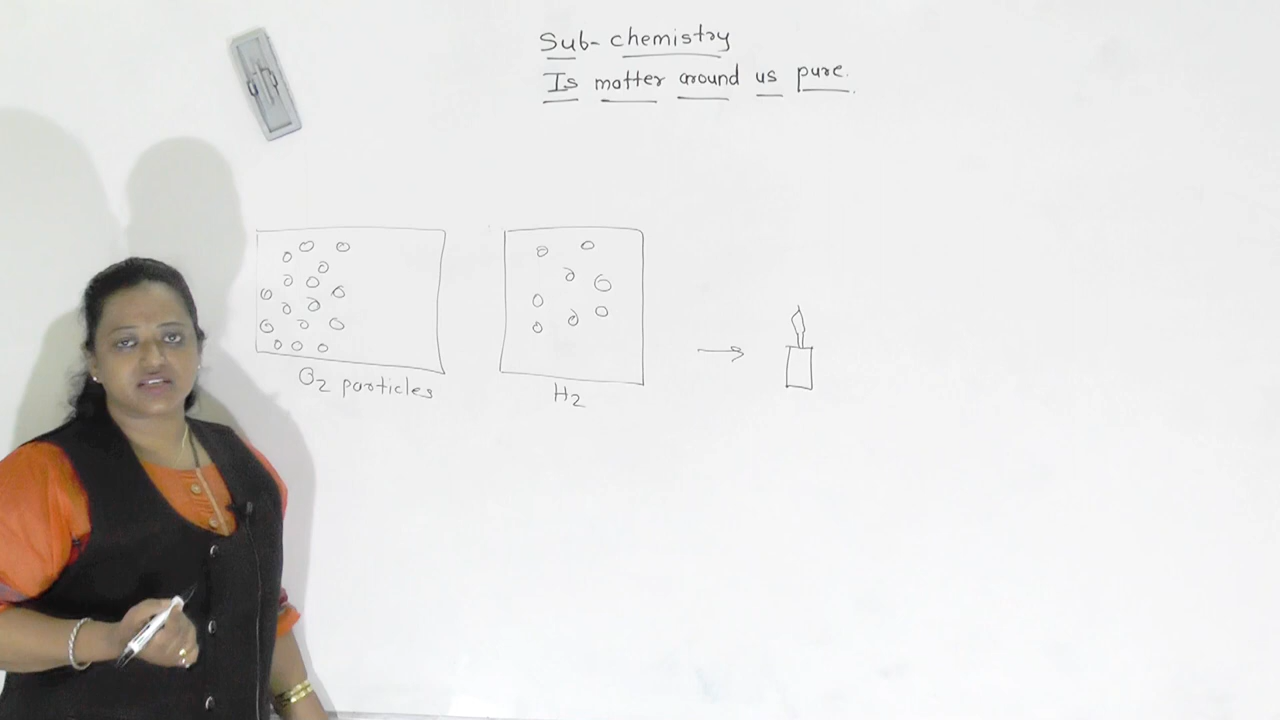 Sub- chemistry
Is matter around us pure.
O2 particles
H2